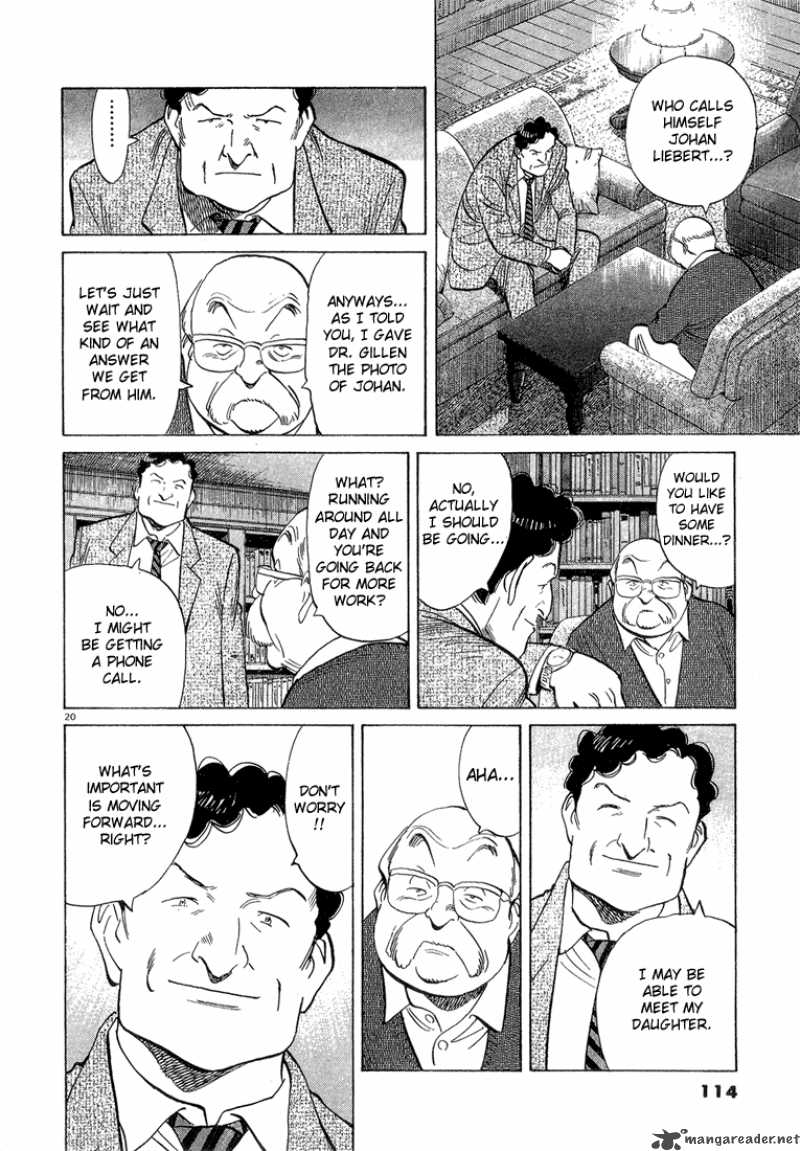 WHO CALLS
HIMSELF
JOHAN
LIEBERT...?
........
ANYWAYS...
AS I TOLD
YOU, I GAVE
DR. GILLEN
THE PHOTO
OF JOHAN.
LET'S JUST
WAIT AND
SEE WHAT
KIND OF AN
ANSWER
WE GET
FROM HIM.
WOULD
YOU LIKE
TO HAVE
SOME
DINNER...?
NO,
ACTUALLY
I SHOULD
BE GOING...
WHAT?
RUNNING
AROUND ALL
DAY AND
YOU'RE
GOING BACK
FOR MORE
WORK?
NO...
I MIGHT
BE GETTING
A PHONE
CALL.
20
I MAY BE
ABLE TO
MEET MY
DAUGHTER.
AHA...
DON'T
WORRY
!!
WHAT'S
IMPORTANT
IS MOVING
FORWARD...
RIGHT?
114
mangareader.net